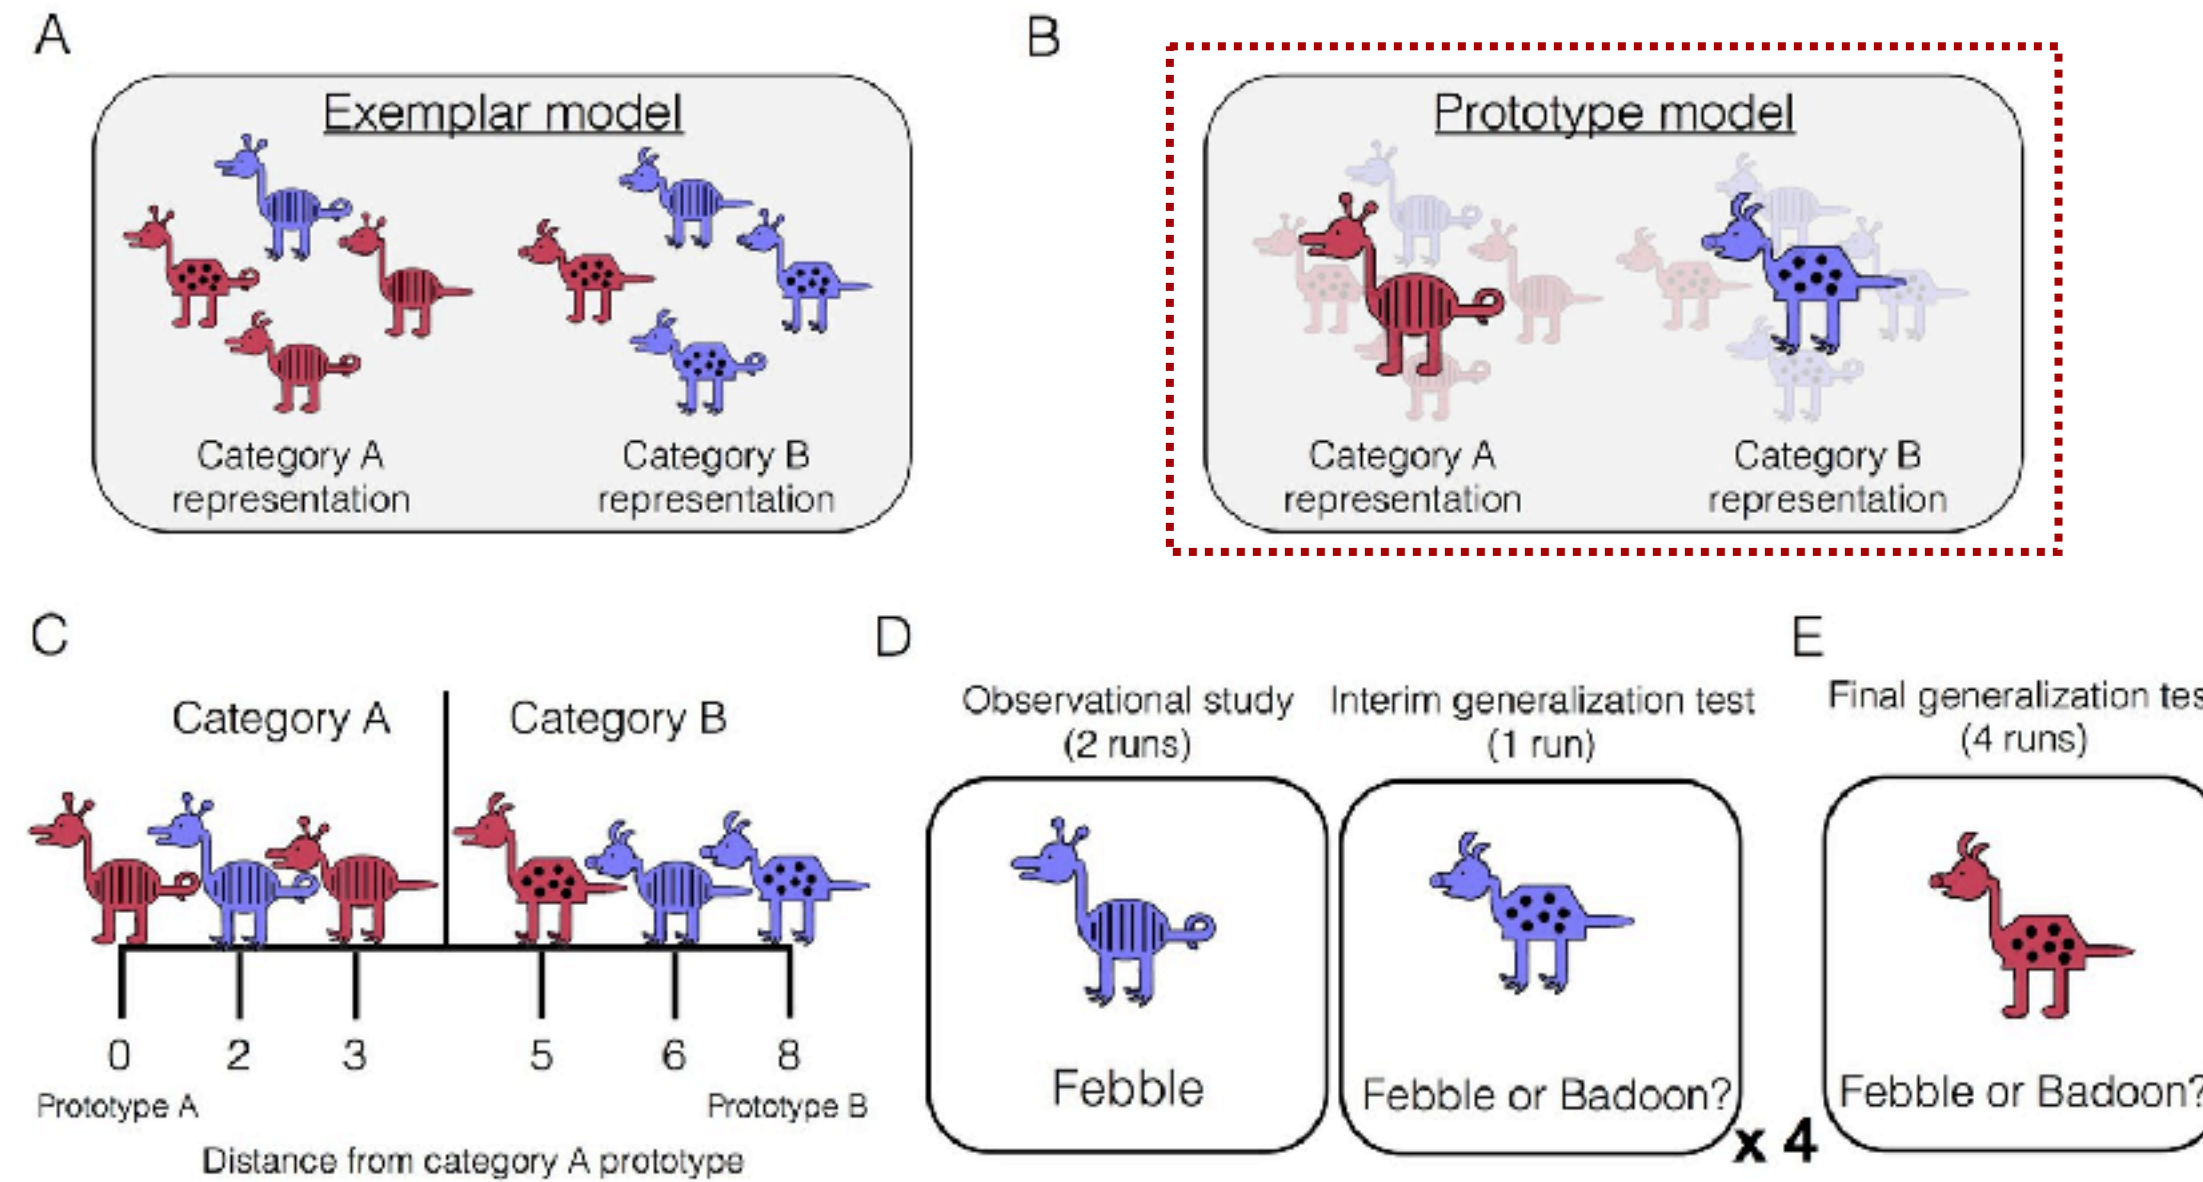 A
Exemplar model
Category A
representation
Category B
representation
B
Prototype model
Category A
representation
Category B
representation
C
Category A
Category B
0
2
3
5
6
8
Prototype A
Prototype B
Distance from category A prototype
D
Observational study
(2 runs)
Febble
Interim generalization test
(1 run)
Febble or Badoon?
x 4
E
Final generalization tes
(4 runs)
Febble or Badoon?